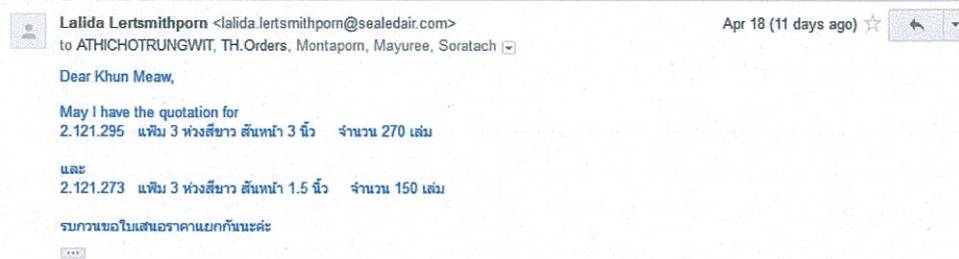 Lalida Lertsmithporn <lalida.lertsmithporn@sealedair.com>
Apr 18 (11 days ago)
to ATHICHOTRUNGWIT, TH.Orders, Montaporn, Mayuree, Soratach
Dear Khun Meaw,
May I have the quotation for
2.121.295 แฟ้ม 3 ห่วงสีขาว สันหนา 3 นิ้ว จำนวน 270 เล่ม
และ
2.121.273 แฟ้ม 3 ห่วงสีขาว สันหนา 1.5 นิ้ว จำนวน 150 เล่ม
รบกวนขอใบเสนอราคาแยกกันนะค่ะ